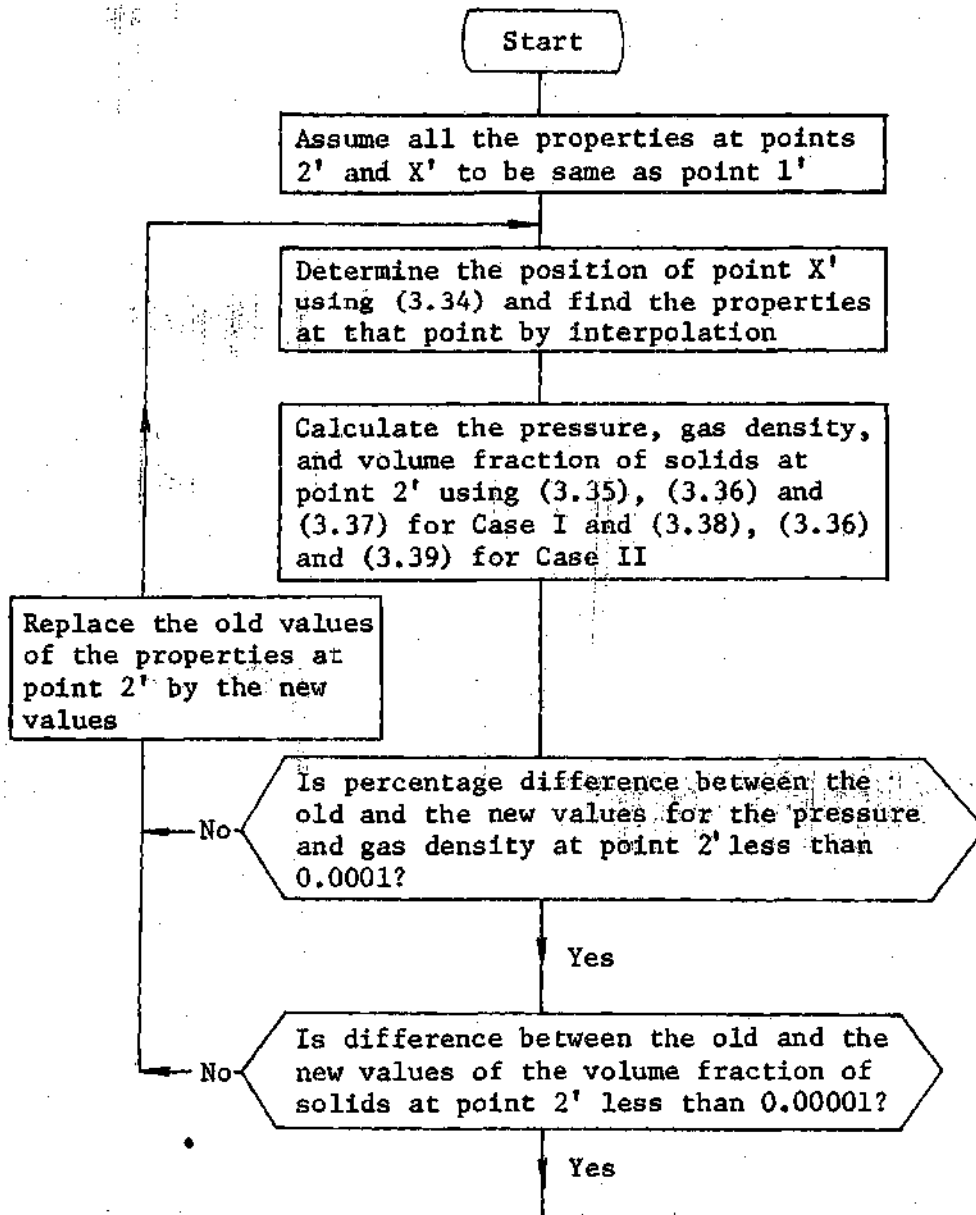 Start
Assume all the properties at points
2' and X' to be same as point 1'
Determine the position of point X'
using (3.34) and find the properties
at that point by interpolation
Calculate the pressure, gas density,
and volume fraction of solids at
point 2' using (3.35), (3.36) and
(3.37) for Case I and (3.38), (3.36)
and (3.39) for Case II
Replace the old values
of the properties at
point 2' by the new
values
Is percentage difference between the
old and the new values for the pressure
and gas density at point 2' less than
0.0001?
No
Yes
Is difference between the old and the
new values of the volume fraction of
solids at point 2' less than 0.00001?
No
Yes